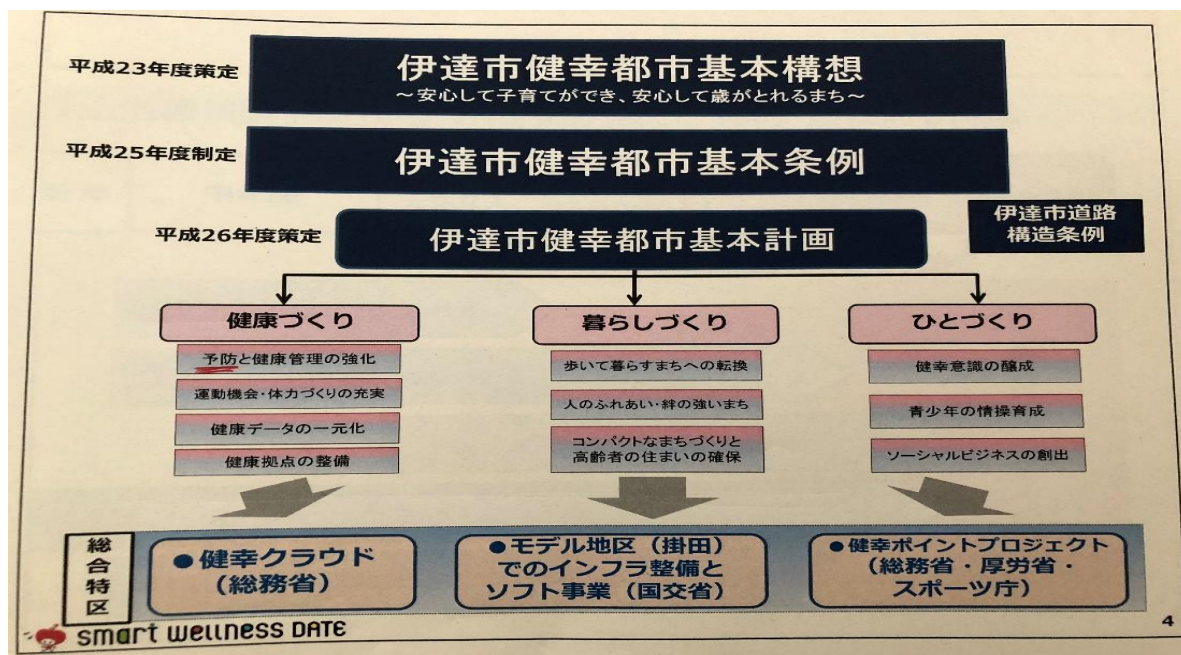 平成23年度策定
伊達市健幸都市基本構想
～安心して子育てができ、安心して歳がとれるまち～
平成25年度制定
伊達市健幸都市基本条例
平成26年度策定
伊達市健幸都市基本計画
伊達市道路
構造条例
健康づくり
予防と健康管理の強化
運動機会・体力づくりの充実
健康データの一元化
健康拠点の整備
暮らしづくり
歩いて暮らすまちへの転換
人のふれあい・絆の強いまち
コンパクトなまちづくりと
高齢者の住まいの確保
ひとづくり
健幸意識の醸成
青少年の情操育成
ソーシャルビジネスの創出
総合特区
●健幸クラウド
(総務省)
●モデル地区（掛田）
でのインフラ整備と
ソフト事業（国交省）
●健幸ポイントプロジェクト
（総務省・厚労省・
スポーツ庁）
smart wellness DATE
4